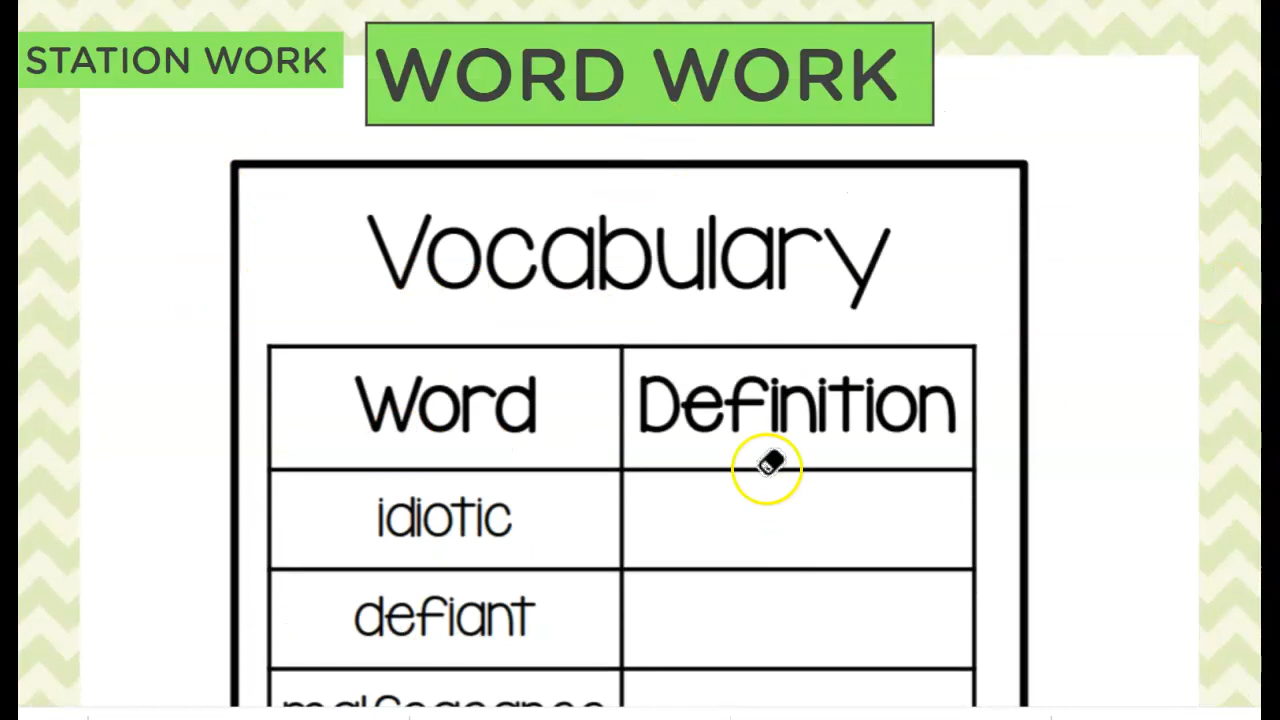 STATION WORK
WORD WORK
Vocabulary
Word
Definition
idiotic
defiant